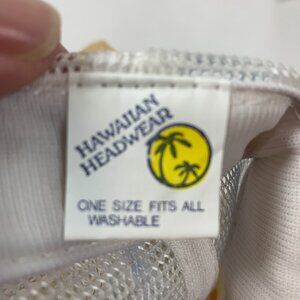 HAWAIIAN
HEADWEAR
ONE SIZE FITS ALL
WASHABLE